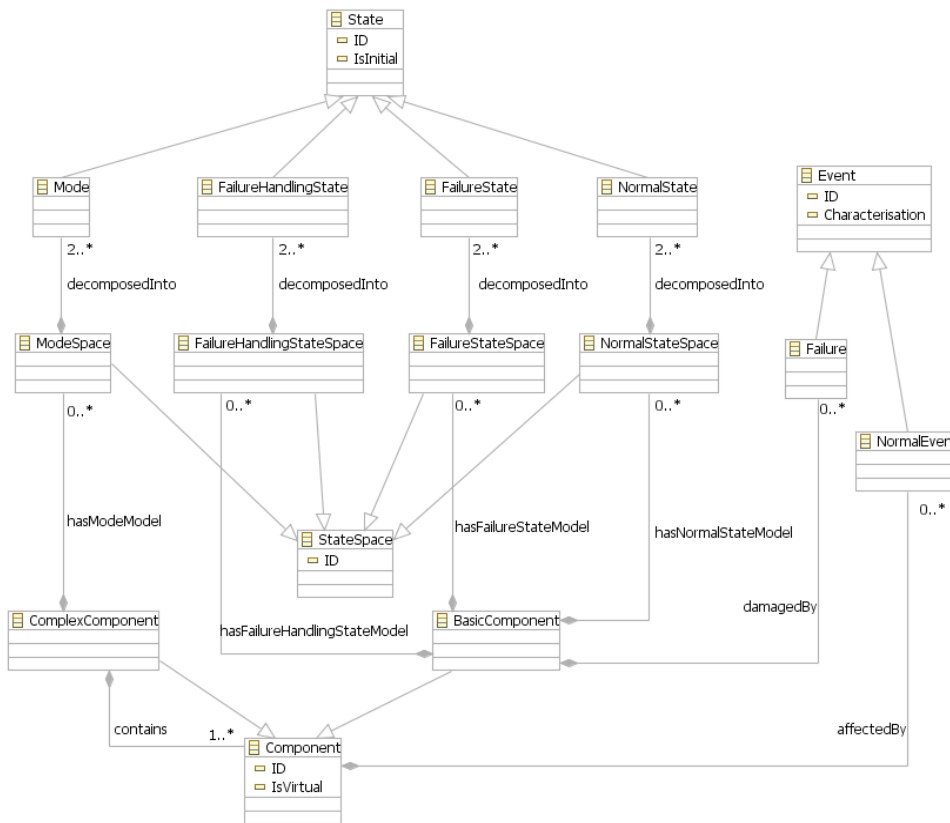 State
ID
IsInitial
Mode
FailureHandlingState
FailureState
NormalState
Event
ID
Characterisation
2..*
2..*
2..*
2..*
decomposedInto
decomposedInto
decomposedInto
decomposedInto
ModeSpace
FailureHandlingStateSpace
FailureStateSpace
NormalStateSpace
Failure
0..*
0..*
0..*
0..*
0..*
NormalEvent
0..*
hasModeModel
hasFailureStateModel
hasNormalStateModel
StateSpace
ID
damagedBy
ComplexComponent
hasFailureHandlingStateModel
BasicComponent
contains
1..*
affectedBy
Component
ID
IsVirtual